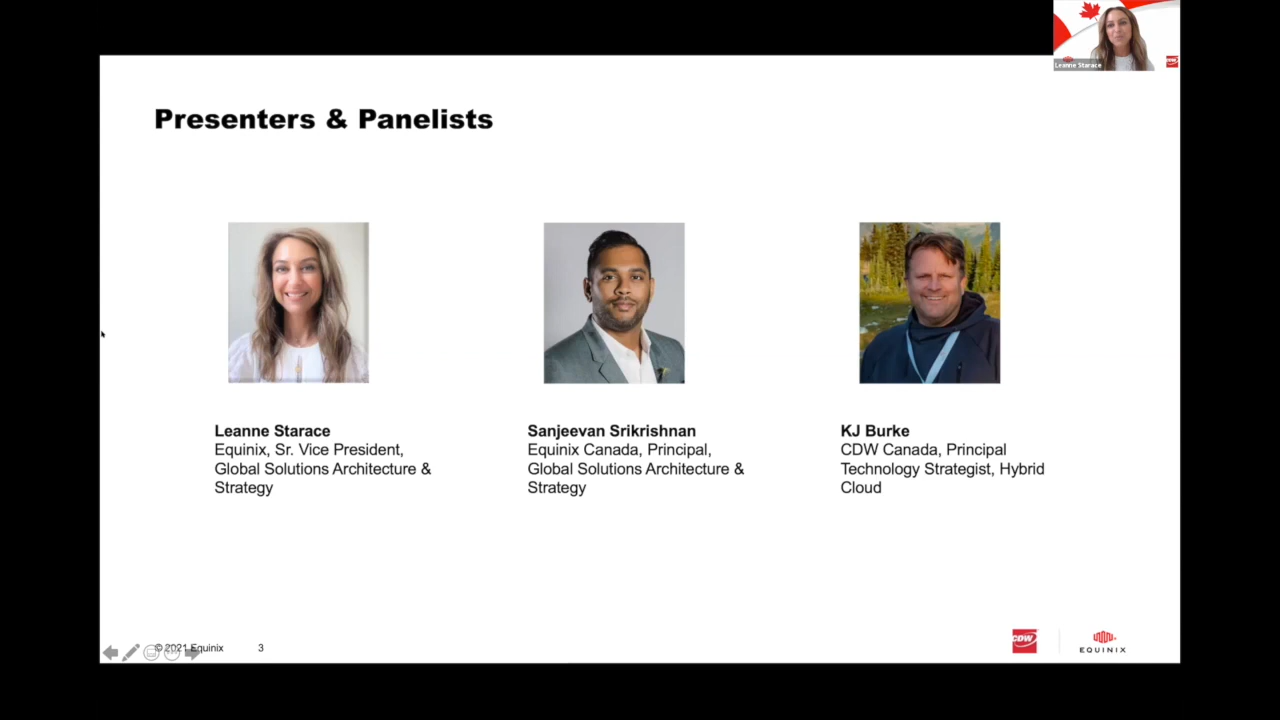 Leanne Starace
CDW
Presenters & Panelists
Leanne Starace
Equinix, Sr. Vice President,
Global Solutions Architecture &
Strategy
Sanjeevan Srikrishnan
Equinix Canada, Principal,
Global Solutions Architecture &
Strategy
KJ Burke
CDW Canada, Principal
Technology Strategist, Hybrid
Cloud
© 2021 Equinix 3
CDW
EQUINIX